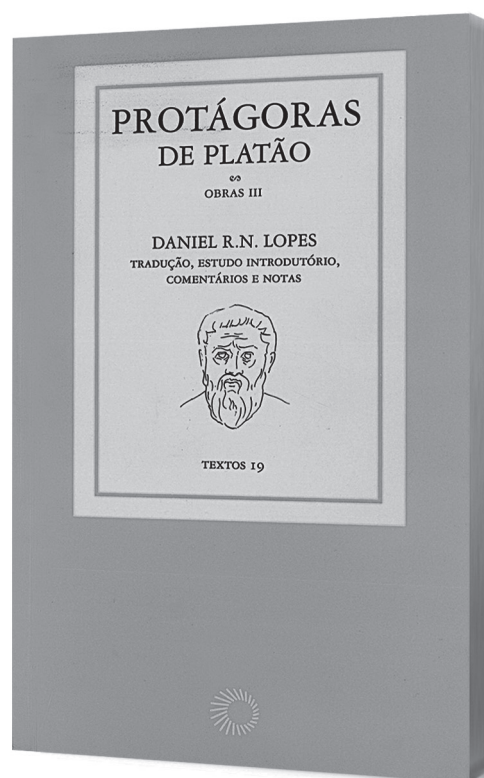 PROTÁGORAS
DE PLATÃO
OBRAS III
DANIEL R.N. LOPES
TRADUÇÃO, ESTUDO INTRODUTÓRIO,
COMENTÁRIOS E NOTAS
TEXTOS 19